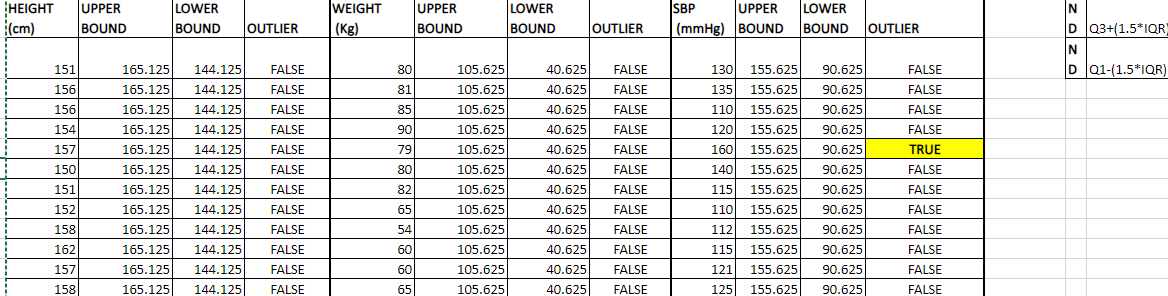 HEIGHT (cm) UPPER BOUND LOWER BOUND OUTLIER WEIGHT (Kg) UPPER BOUND LOWER BOUND OUTLIER SBP (mmHg) UPPER BOUND LOWER BOUND OUTLIER N D Q3+(1.5*IQR)
151 165.125 144.125 FALSE 80 105.625 40.625 FALSE 130 155.625 90.625 FALSE N D Q1-(1.5*IQR)
156 165.125 144.125 FALSE 81 105.625 40.625 FALSE 135 155.625 90.625 FALSE
156 165.125 144.125 FALSE 85 105.625 40.625 FALSE 110 155.625 90.625 FALSE
154 165.125 144.125 FALSE 90 105.625 40.625 FALSE 120 155.625 90.625 FALSE
157 165.125 144.125 FALSE 79 105.625 40.625 FALSE 160 155.625 90.625 TRUE
150 165.125 144.125 FALSE 80 105.625 40.625 FALSE 140 155.625 90.625 FALSE
151 165.125 144.125 FALSE 82 105.625 40.625 FALSE 115 155.625 90.625 FALSE
152 165.125 144.125 FALSE 65 105.625 40.625 FALSE 110 155.625 90.625 FALSE
158 165.125 144.125 FALSE 54 105.625 40.625 FALSE 112 155.625 90.625 FALSE
162 165.125 144.125 FALSE 60 105.625 40.625 FALSE 115 155.625 90.625 FALSE
157 165.125 144.125 FALSE 60 105.625 40.625 FALSE 121 155.625 90.625 FALSE
158 165.125 144.125 FALSE 65 105.625 40.625 FALSE 125 155.625 90.625 FALSE